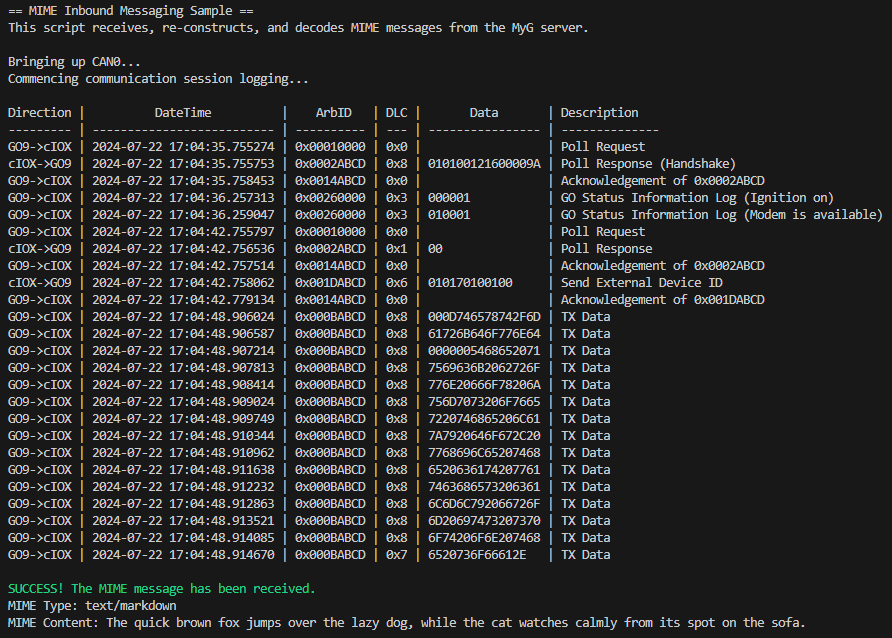 == MIME Inbound Messaging Sample ==
This script receives, re-constructs, and decodes MIME messages from the MyG server.
Bringing up CAN0...
Commencing communication session logging...
Direction | DateTime | ArbID | DLC | Data | Description
--------- | -------------------------- | ---------- | --- | ---------------- | --------------
GO9->cIOX | 2024-07-22 17:04:35.755274 | 0x00010000 | 0x0 | | Poll Request
cIOX->GO9 | 2024-07-22 17:04:35.755753 | 0x0002ABCD | 0x8 | 010100121600009A | Poll Response (Handshake)
GO9->cIOX | 2024-07-22 17:04:35.758453 | 0x0014ABCD | 0x0 | | Acknowledgement of 0x0002ABCD
GO9->cIOX | 2024-07-22 17:04:36.257313 | 0x00260000 | 0x3 | 000001 | GO Status Information Log (Ignition on)
GO9->cIOX | 2024-07-22 17:04:36.259047 | 0x00260000 | 0x3 | 010001 | GO Status Information Log (Modem is available)
GO9->cIOX | 2024-07-22 17:04:42.755797 | 0x00010000 | 0x0 | | Poll Request
cIOX->GO9 | 2024-07-22 17:04:42.756536 | 0x0002ABCD | 0x1 | 00 | Poll Response
GO9->cIOX | 2024-07-22 17:04:42.757514 | 0x0014ABCD | 0x0 | | Acknowledgement of 0x0002ABCD
cIOX->GO9 | 2024-07-22 17:04:42.758062 | 0x001DABCD | 0x6 | 010170100100 | Send External Device ID
GO9->cIOX | 2024-07-22 17:04:42.779134 | 0x0014ABCD | 0x0 | | Acknowledgement of 0x001DABCD
GO9->cIOX | 2024-07-22 17:04:48.906024 | 0x000BABCD | 0x8 | 000D746578742F6D | TX Data
GO9->cIOX | 2024-07-22 17:04:48.906587 | 0x000BABCD | 0x8 | 61726B646F776E64 | TX Data
GO9->cIOX | 2024-07-22 17:04:48.907214 | 0x000BABCD | 0x8 | 0000005468652071 | TX Data
GO9->cIOX | 2024-07-22 17:04:48.907813 | 0x000BABCD | 0x8 | 7569636B2062726F | TX Data
GO9->cIOX | 2024-07-22 17:04:48.908414 | 0x000BABCD | 0x8 | 776E20666F78206A | TX Data
GO9->cIOX | 2024-07-22 17:04:48.909024 | 0x000BABCD | 0x8 | 756D7073206F7665 | TX Data
GO9->cIOX | 2024-07-22 17:04:48.909749 | 0x000BABCD | 0x8 | 7220746865206C61 | TX Data
GO9->cIOX | 2024-07-22 17:04:48.910344 | 0x000BABCD | 0x8 | 7A7920646F672C20 | TX Data
GO9->cIOX | 2024-07-22 17:04:48.910962 | 0x000BABCD | 0x8 | 7768696C65207468 | TX Data
GO9->cIOX | 2024-07-22 17:04:48.911638 | 0x000BABCD | 0x8 | 6520636174207761 | TX Data
GO9->cIOX | 2024-07-22 17:04:48.912232 | 0x000BABCD | 0x8 | 7463686573206361 | TX Data
GO9->cIOX | 2024-07-22 17:04:48.912863 | 0x000BABCD | 0x8 | 6C6D6C792066726F | TX Data
GO9->cIOX | 2024-07-22 17:04:48.913521 | 0x000BABCD | 0x8 | 6D20697473207370 | TX Data
GO9->cIOX | 2024-07-22 17:04:48.914085 | 0x000BABCD | 0x8 | 6F74206F6E207468 | TX Data
GO9->cIOX | 2024-07-22 17:04:48.914670 | 0x000BABCD | 0x7 | 6520736F66612E | TX Data
SUCCESS! The MIME message has been received.
MIME Type: text/markdown
MIME Content: The quick brown fox jumps over the lazy dog, while the cat watches calmly from its spot on the sofa.